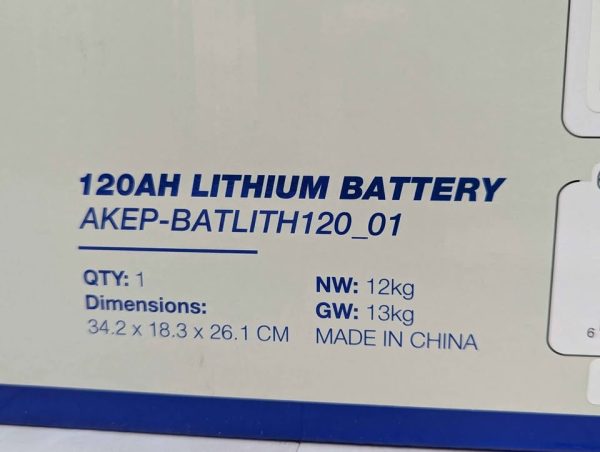 120AH LITHIUM BATTERY
AKEP-BATLITH120_01
QTY: 1
Dimensions:
34.2 x 18.3 x 26.1 CM
NW: 12kg
GW: 13kg
MADE IN CHINA
6